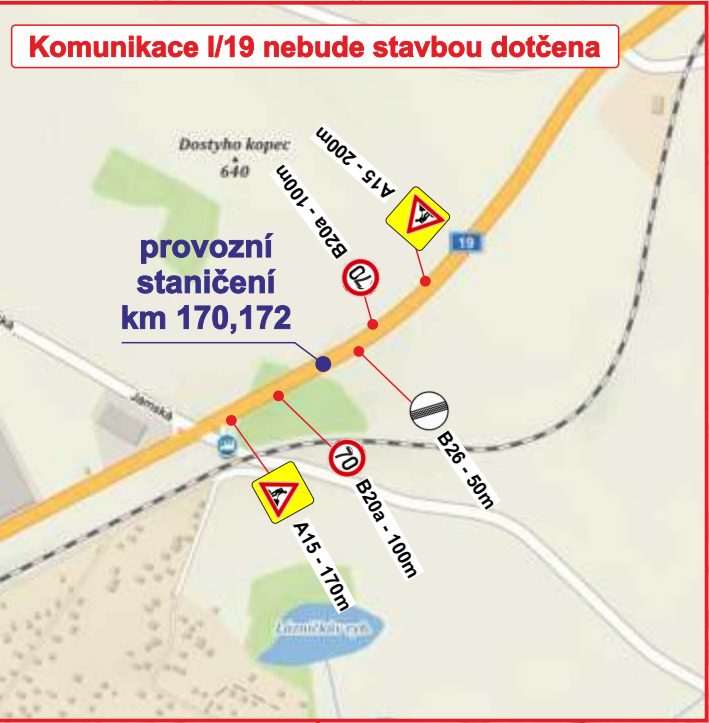 Komunikace I/19 nebude stavbou dotčena
Dostyho kopec
640
A15 - 200m
B20a - 100m
70
19
provozní
staničení
km 170,172
Jamská
B26 - 50m
70
B20a - 100m
A15 - 170m